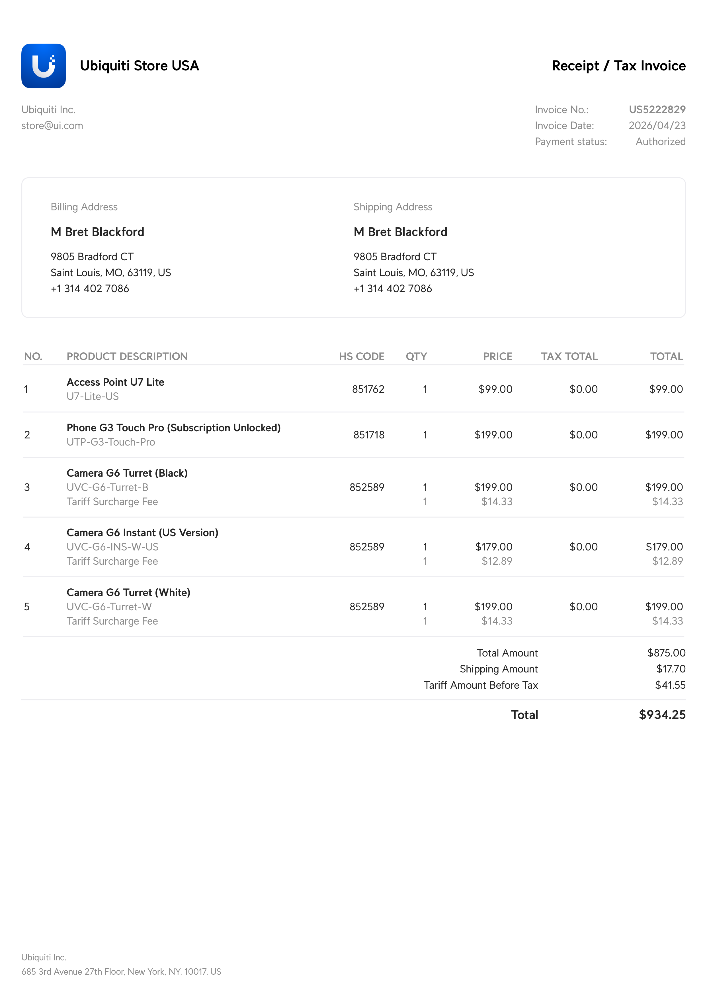 Ubiquiti Store USA
Receipt / Tax Invoice
Ubiquiti Inc.
store@ui.com
Invoice No.: US5222829
Invoice Date: 2026/04/23
Payment status: Authorized
Billing Address
M Bret Blackford
9805 Bradford CT
Saint Louis, MO, 63119, US
+1 314 402 7086
Shipping Address
M Bret Blackford
9805 Bradford CT
Saint Louis, MO, 63119, US
+1 314 402 7086
NO. PRODUCT DESCRIPTION HS CODE QTY PRICE TAX TOTAL TOTAL
Access Point U7 Lite
1 851762 1 $99.00 $0.00 $99.00
U7-Lite-US
Phone G3 Touch Pro (Subscription Unlocked)
2 851718 1 $199.00 $0.00 $199.00
UTP-G3-Touch-Pro
Camera G6 Turret (Black)
3 UVC-G6-Turret-B 852589 1 $199.00 $0.00 $199.00
Tariff Surcharge Fee 1 $14.33 $14.33
Camera G6 Instant (US Version)
4 UVC-G6-INS-W-US 852589 1 $179.00 $0.00 $179.00
Tariff Surcharge Fee 1 $12.89 $12.89
Camera G6 Turret (White)
5 UVC-G6-Turret-W 852589 1 $199.00 $0.00 $199.00
Tariff Surcharge Fee 1 $14.33 $14.33
Total Amount $875.00
Shipping Amount $17.70
Tariff Amount Before Tax $41.55
Total $934.25
Ubiquiti Inc.
685 3rd Avenue 27th Floor, New York, NY, 10017, US